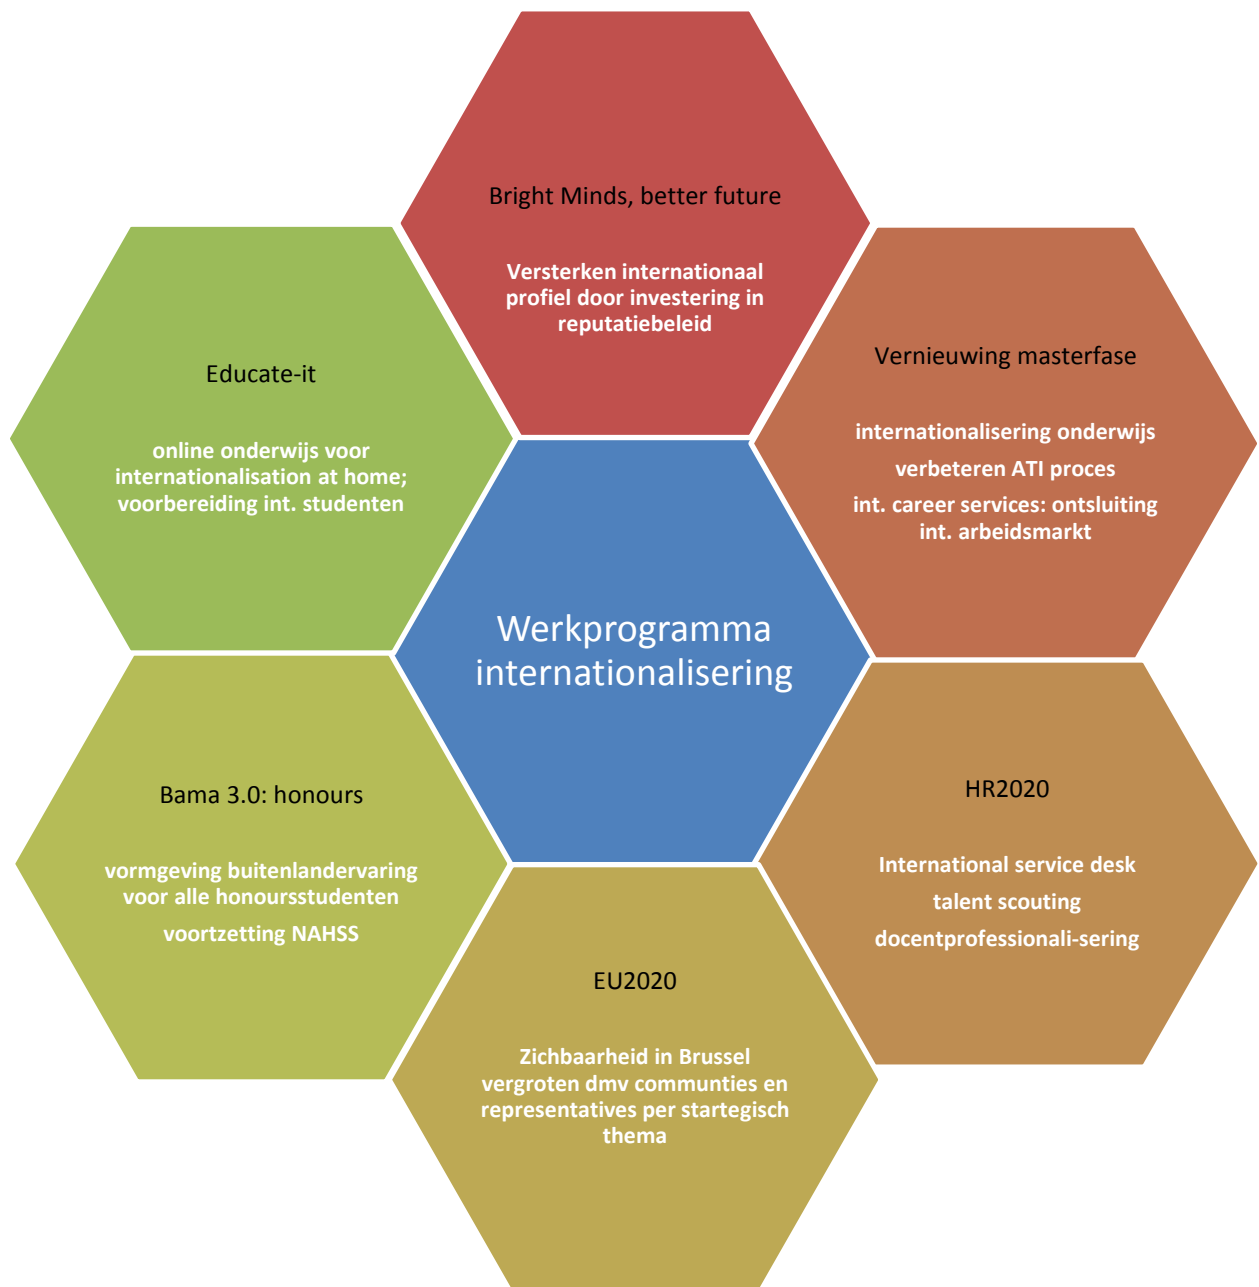 Bright Minds, better future
Versterken internationaal
profiel door investering in
reputatiebeleid
Vernieuwing masterfase
internationalisering onderwijs
verbeteren ATI proces
int. career services: ontsluiting
int. arbeidsmarkt
Educate-it
online onderwijs voor
internationalisation at home;
voorbereiding int. studenten
Werkprogramma
internationalisering
Bama 3.0: honours
vormgeving buitenlandervaring
voor alle honoursstudenten
voortzetting NAHSS
HR2020
International service desk
talent scouting
docentprofessionali-sering
EU2020
Zichbaarheid in Brussel
vergroten dmv communties en
representatives per startegisch
thema